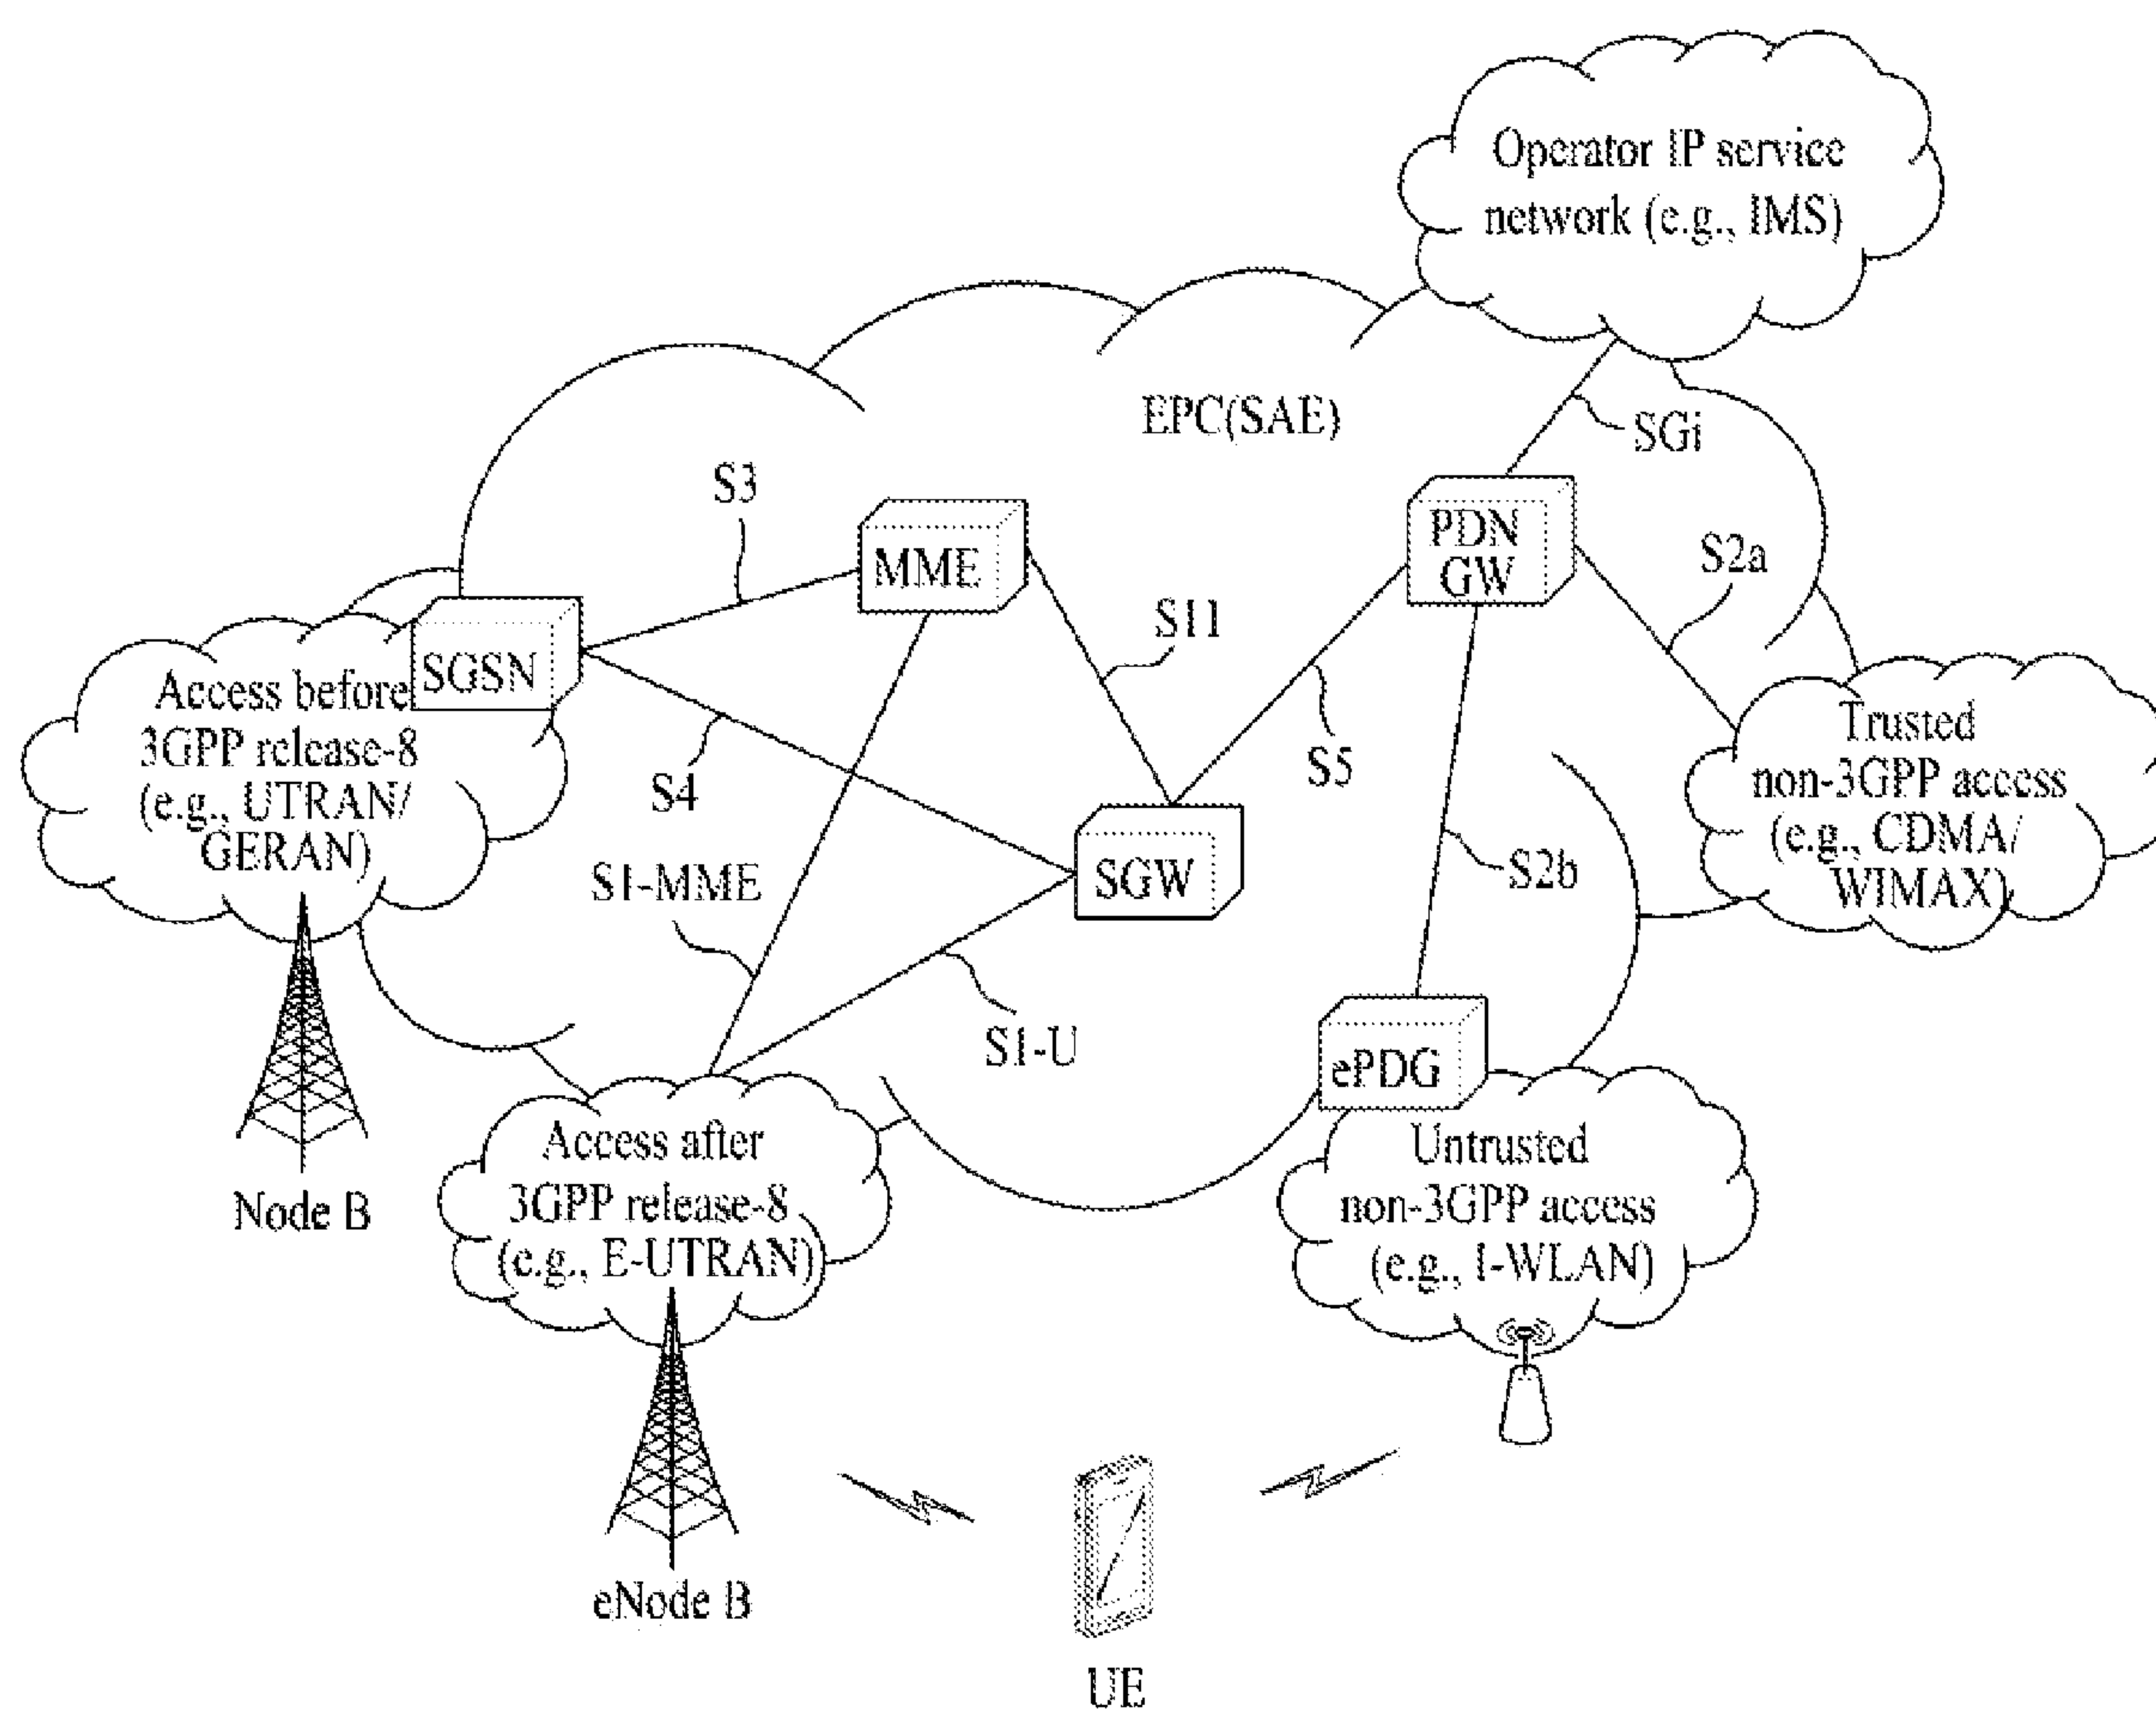 Operator IP service
network (e.g., IMS)
EPC(SAE)
SGi
S3
MME
PDN
GW
S2a
S11
SGSN
Access before
3GPP release-8
(e.g., UTRAN/
GERAN)
S4
S5
Trusted
non-3GPP access
(e.g., CDMA/
WIMAX)
S1-MME
SGW
S2b
S1-U
ePDG
Node B
Access after
3GPP release-8
(e.g., E-UTRAN)
Untrusted
non-3GPP access
(e.g., I-WLAN)
eNode B
UE